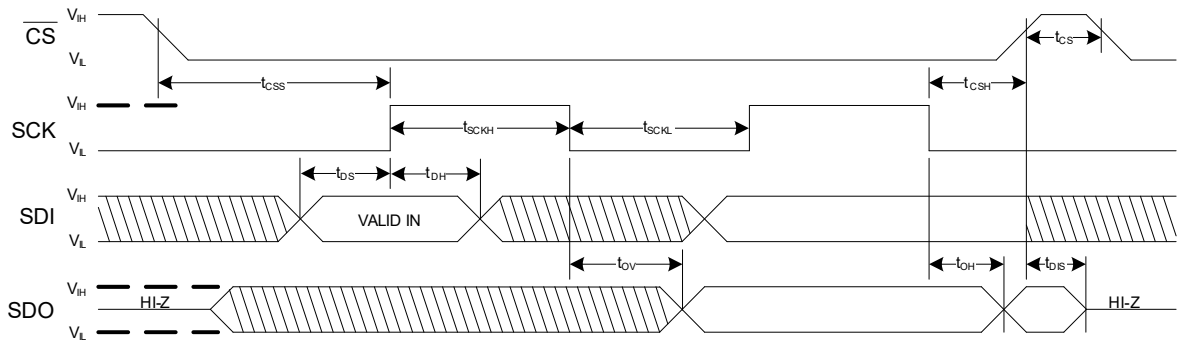 VIH
CS
tCS
VIL
tCSS
tCSH
VIH
SCK
tSCKH
tSCKL
VIL
tDS
tDH
VIH
SDI
VALID IN
VIL
tOV
tOH
tDIS
VIH
HI-Z
HI-Z
SDO
VIL